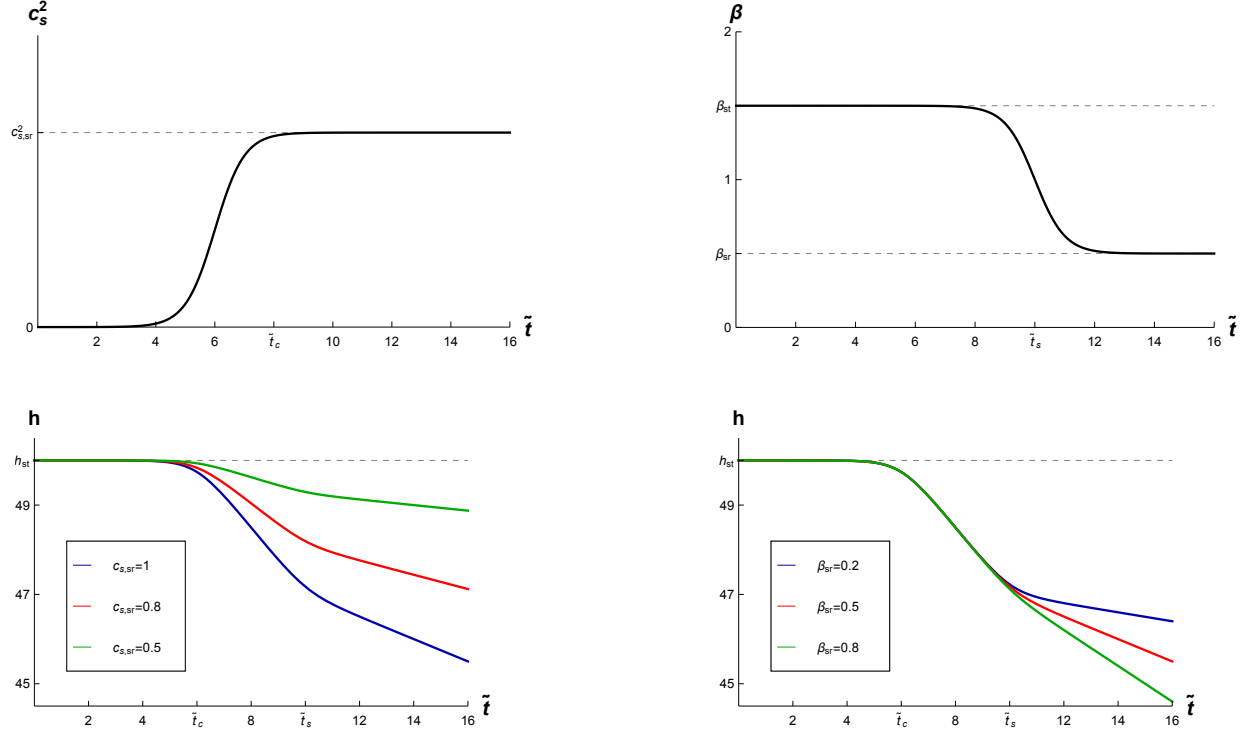 c_s^2
c^2_{s,sr}
0
2 4 6 t̃_c 10 12 14 16
t̃
β
2
β_st
1
β_sr
0
2 4 6 8 t̃_s 12 14 16
t̃
h
h_st
49
47
45
c_{s,sr}=1
c_{s,sr}=0.8
c_{s,sr}=0.5
2 4 t̃_c 8 t̃_s 12 14 16
t̃
h
h_st
49
47
45
β_sr=0.2
β_sr=0.5
β_sr=0.8
2 4 t̃_c 8 t̃_s 12 14 16
t̃